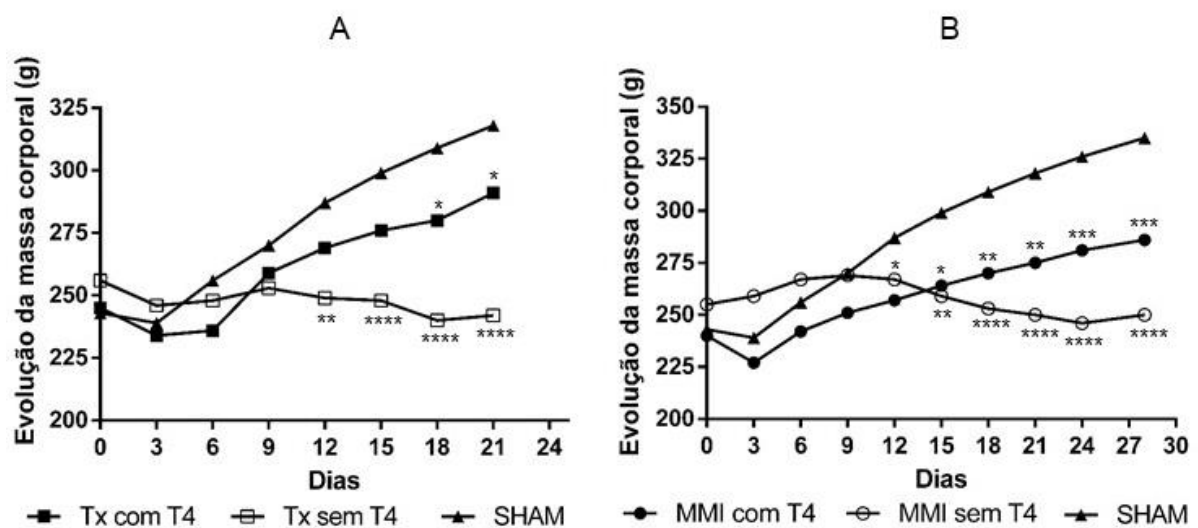 A
Evolução da massa corporal (g)
325
300
275
250
225
200
*
*
**
****
****
****
0 3 6 9 12 15 18 21 24
Dias
Tx com T4 Tx sem T4 SHAM
B
Evolução da massa corporal (g)
350
325
300
275
250
225
200
* * ** ** *** ***
** **** **** **** ****
0 3 6 9 12 15 18 21 24 27 30
Dias
MMI com T4 MMI sem T4 SHAM